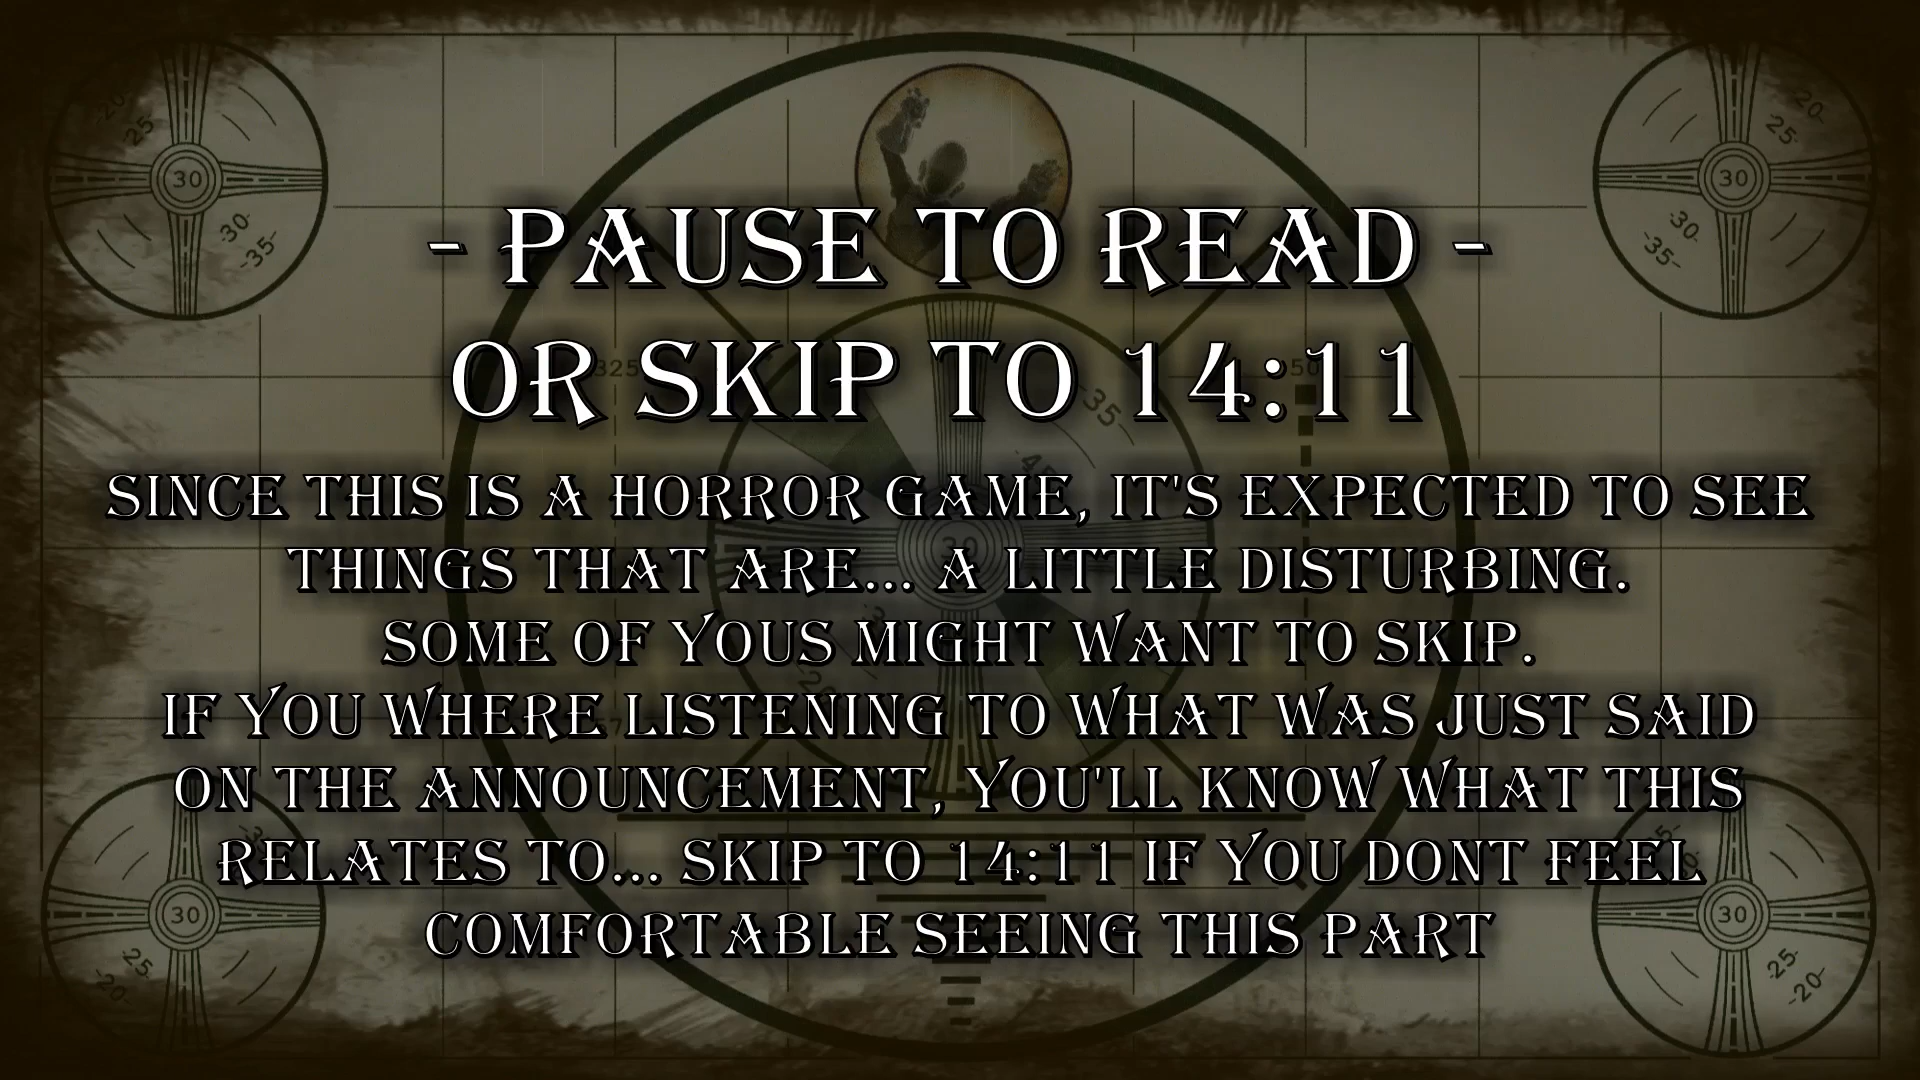 - PAUSE TO READ -
OR SKIP TO 14:11
SINCE THIS IS A HORROR GAME, IT'S EXPECTED TO SEE
THINGS THAT ARE... A LITTLE DISTURBING.
SOME OF YOUS MIGHT WANT TO SKIP.
IF YOU WHERE LISTENING TO WHAT WAS JUST SAID
ON THE ANNOUNCEMENT, YOU'LL KNOW WHAT THIS
RELATES TO... SKIP TO 14:11 IF YOU DONT FEEL
COMFORTABLE SEEING THIS PART